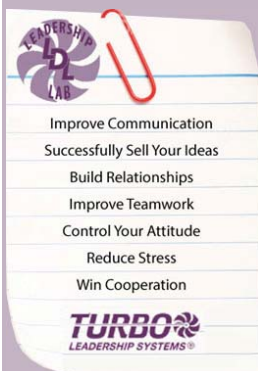 LEADERSHIP
LDL
LAB
Improve Communication
Successfully Sell Your Ideas
Build Relationships
Improve Teamwork
Control Your Attitude
Reduce Stress
Win Cooperation
TURBO
LEADERSHIP SYSTEMS®